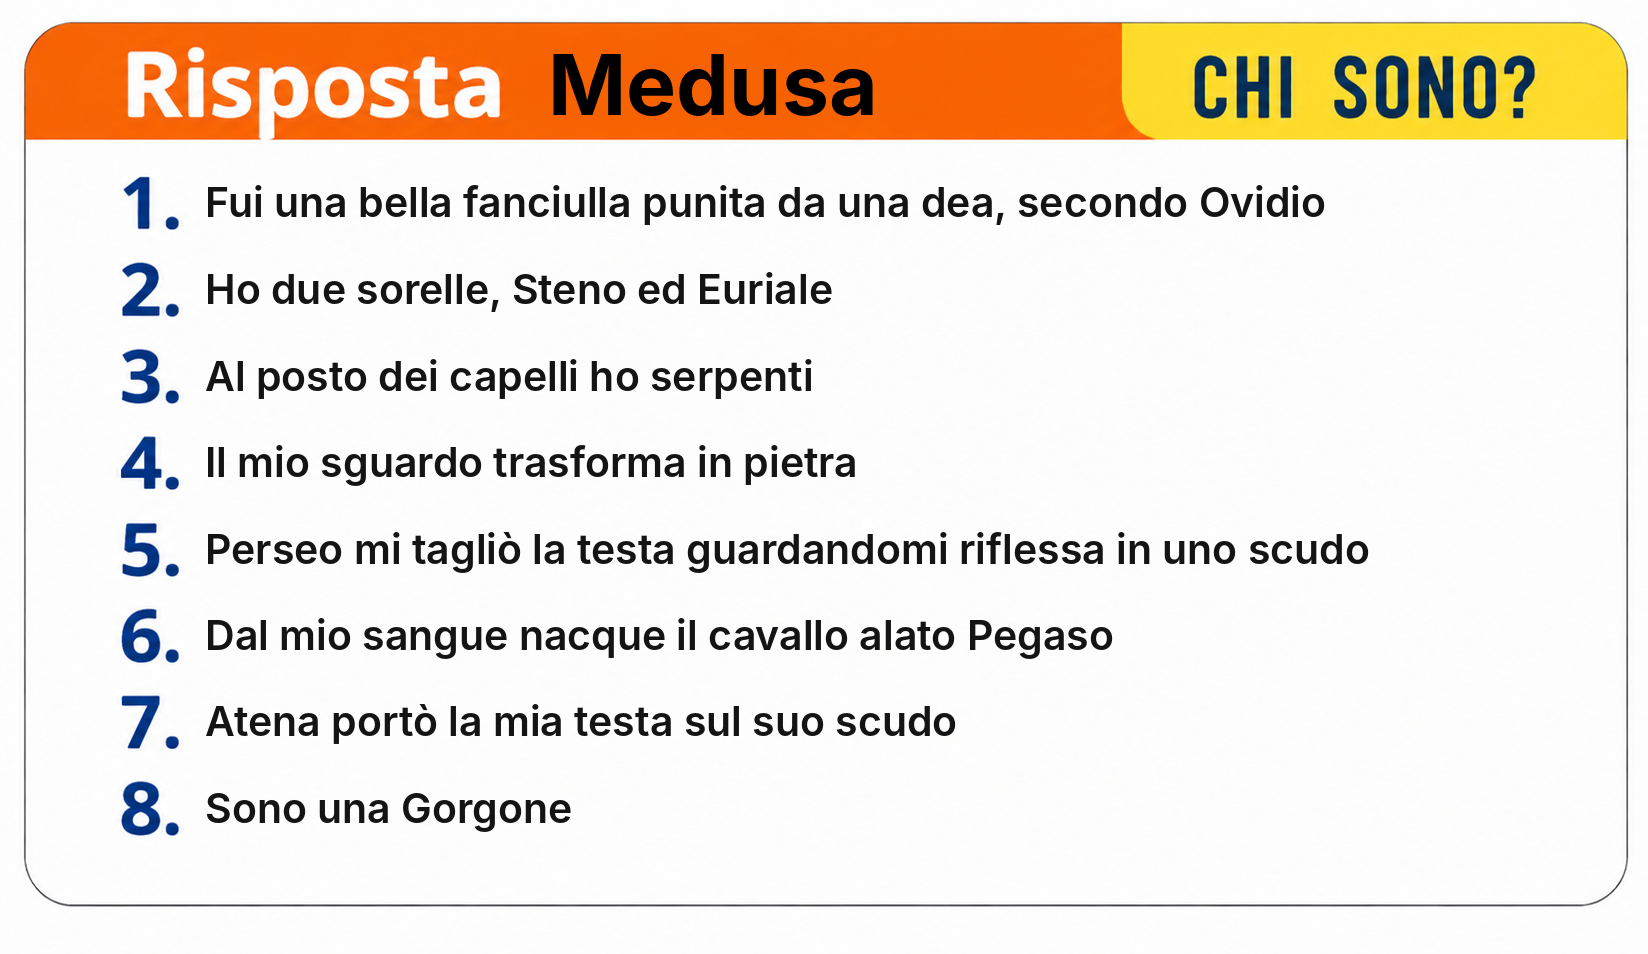 Risposta Medusa CHI SONO?
1. Fui una bella fanciulla punita da una dea, secondo Ovidio
2. Ho due sorelle, Steno ed Euriale
3. Al posto dei capelli ho serpenti
4. Il mio sguardo trasforma in pietra
5. Perseo mi tagliò la testa guardandomi riflessa in uno scudo
6. Dal mio sangue nacque il cavallo alato Pegaso
7. Atena portò la mia testa sul suo scudo
8. Sono una Gorgone